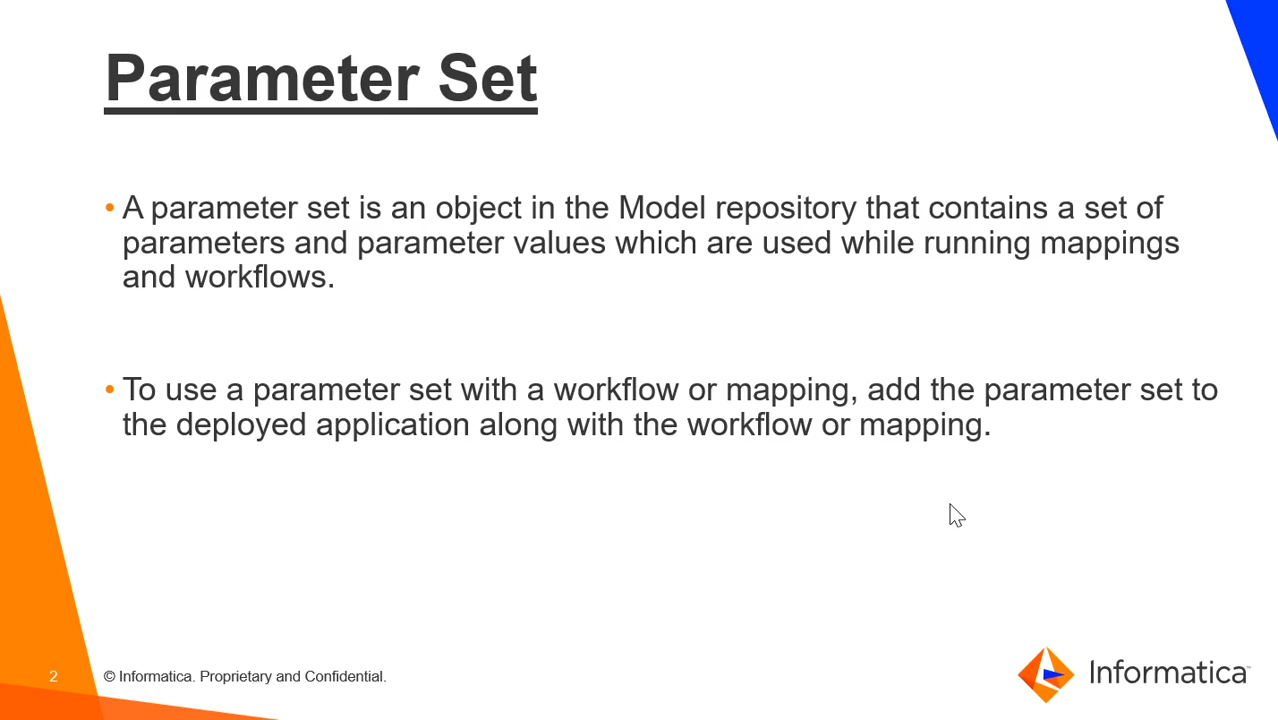 Parameter Set
• A parameter set is an object in the Model repository that contains a set of
parameters and parameter values which are used while running mappings
and workflows.
• To use a parameter set with a workflow or mapping, add the parameter set to
the deployed application along with the workflow or mapping.
2
© Informatica. Proprietary and Confidential.
Informatica™